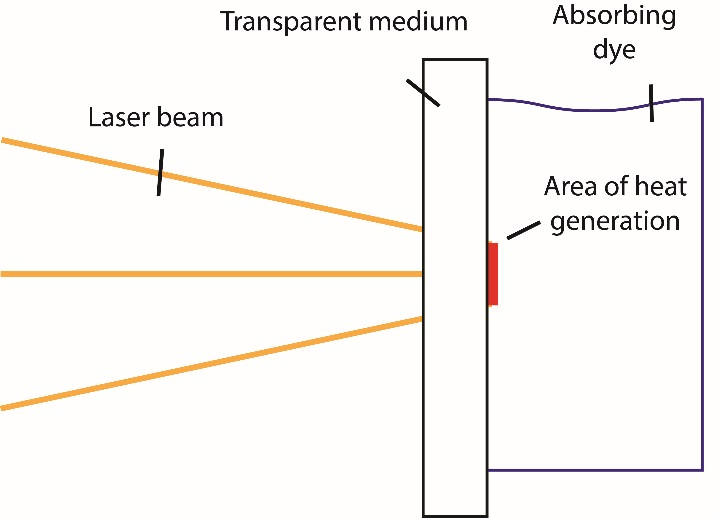 Transparent medium
Absorbing
dye
Laser beam
Area of heat
generation